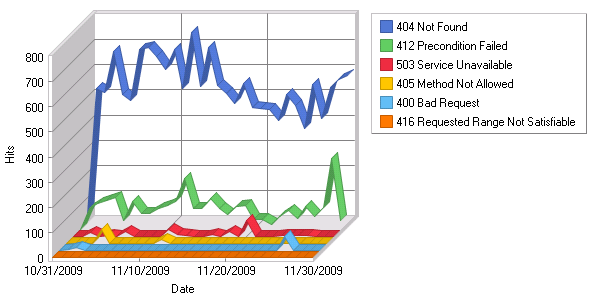 404 Not Found
412 Precondition Failed
503 Service Unavailable
405 Method Not Allowed
400 Bad Request
416 Requested Range Not Satisfiable
800
700
600
500
400
300
200
100
0
Hits
10/31/2009 11/10/2009 11/20/2009 11/30/2009
Date